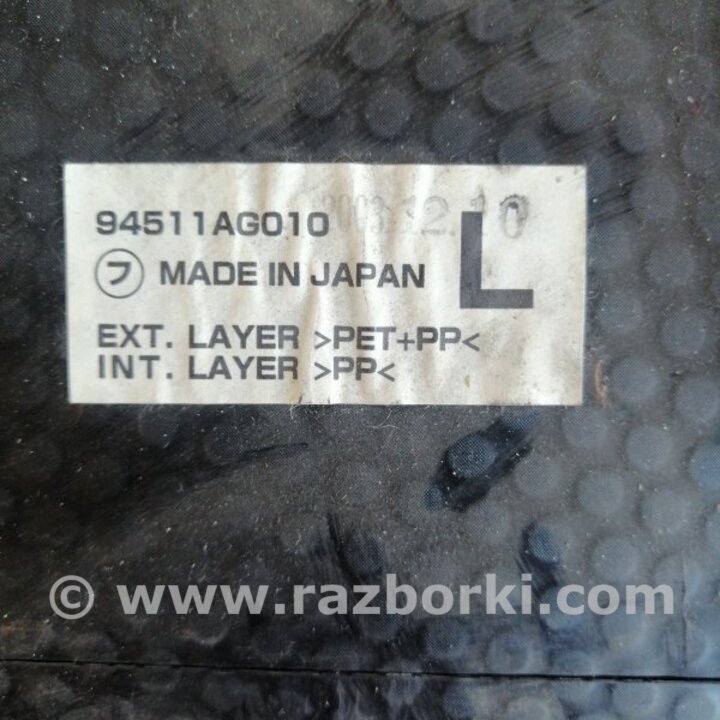 94511AG010
フ MADE IN JAPAN L
EXT. LAYER >PET+PP<
INT. LAYER >PP<
© www.razborki.com